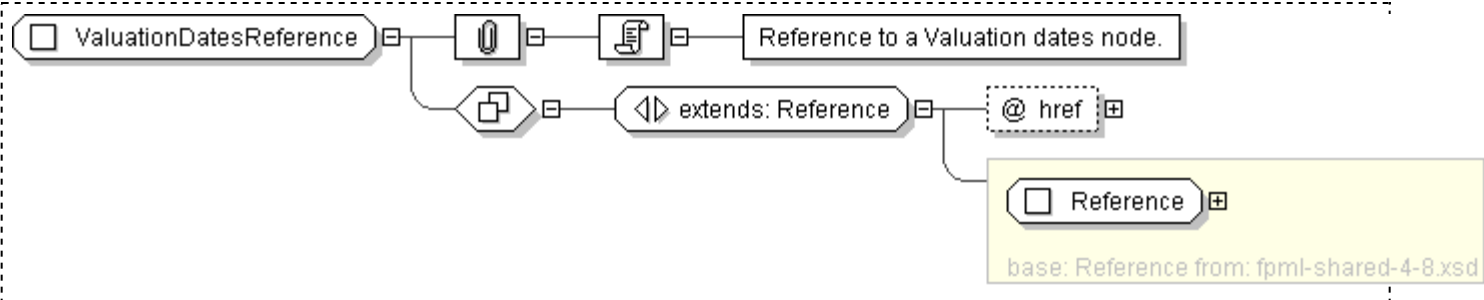 ValuationDatesReference
Reference to a Valuation dates node.
extends: Reference
@ href
Reference
base: Reference from: fpml-shared-4-8.xsd